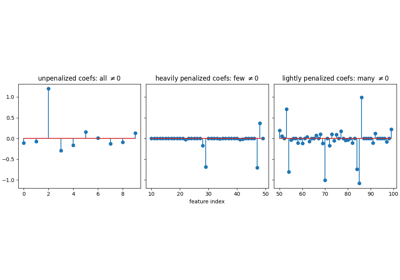 unpenalized coefs: all ≠0
heavily penalized coefs: few ≠0
lightly penalized coefs: many ≠0
1.0
0.5
0.0
−0.5
−1.0
0 2 4 6 8
10 20 30 40 50
50 60 70 80 90 100
feature index